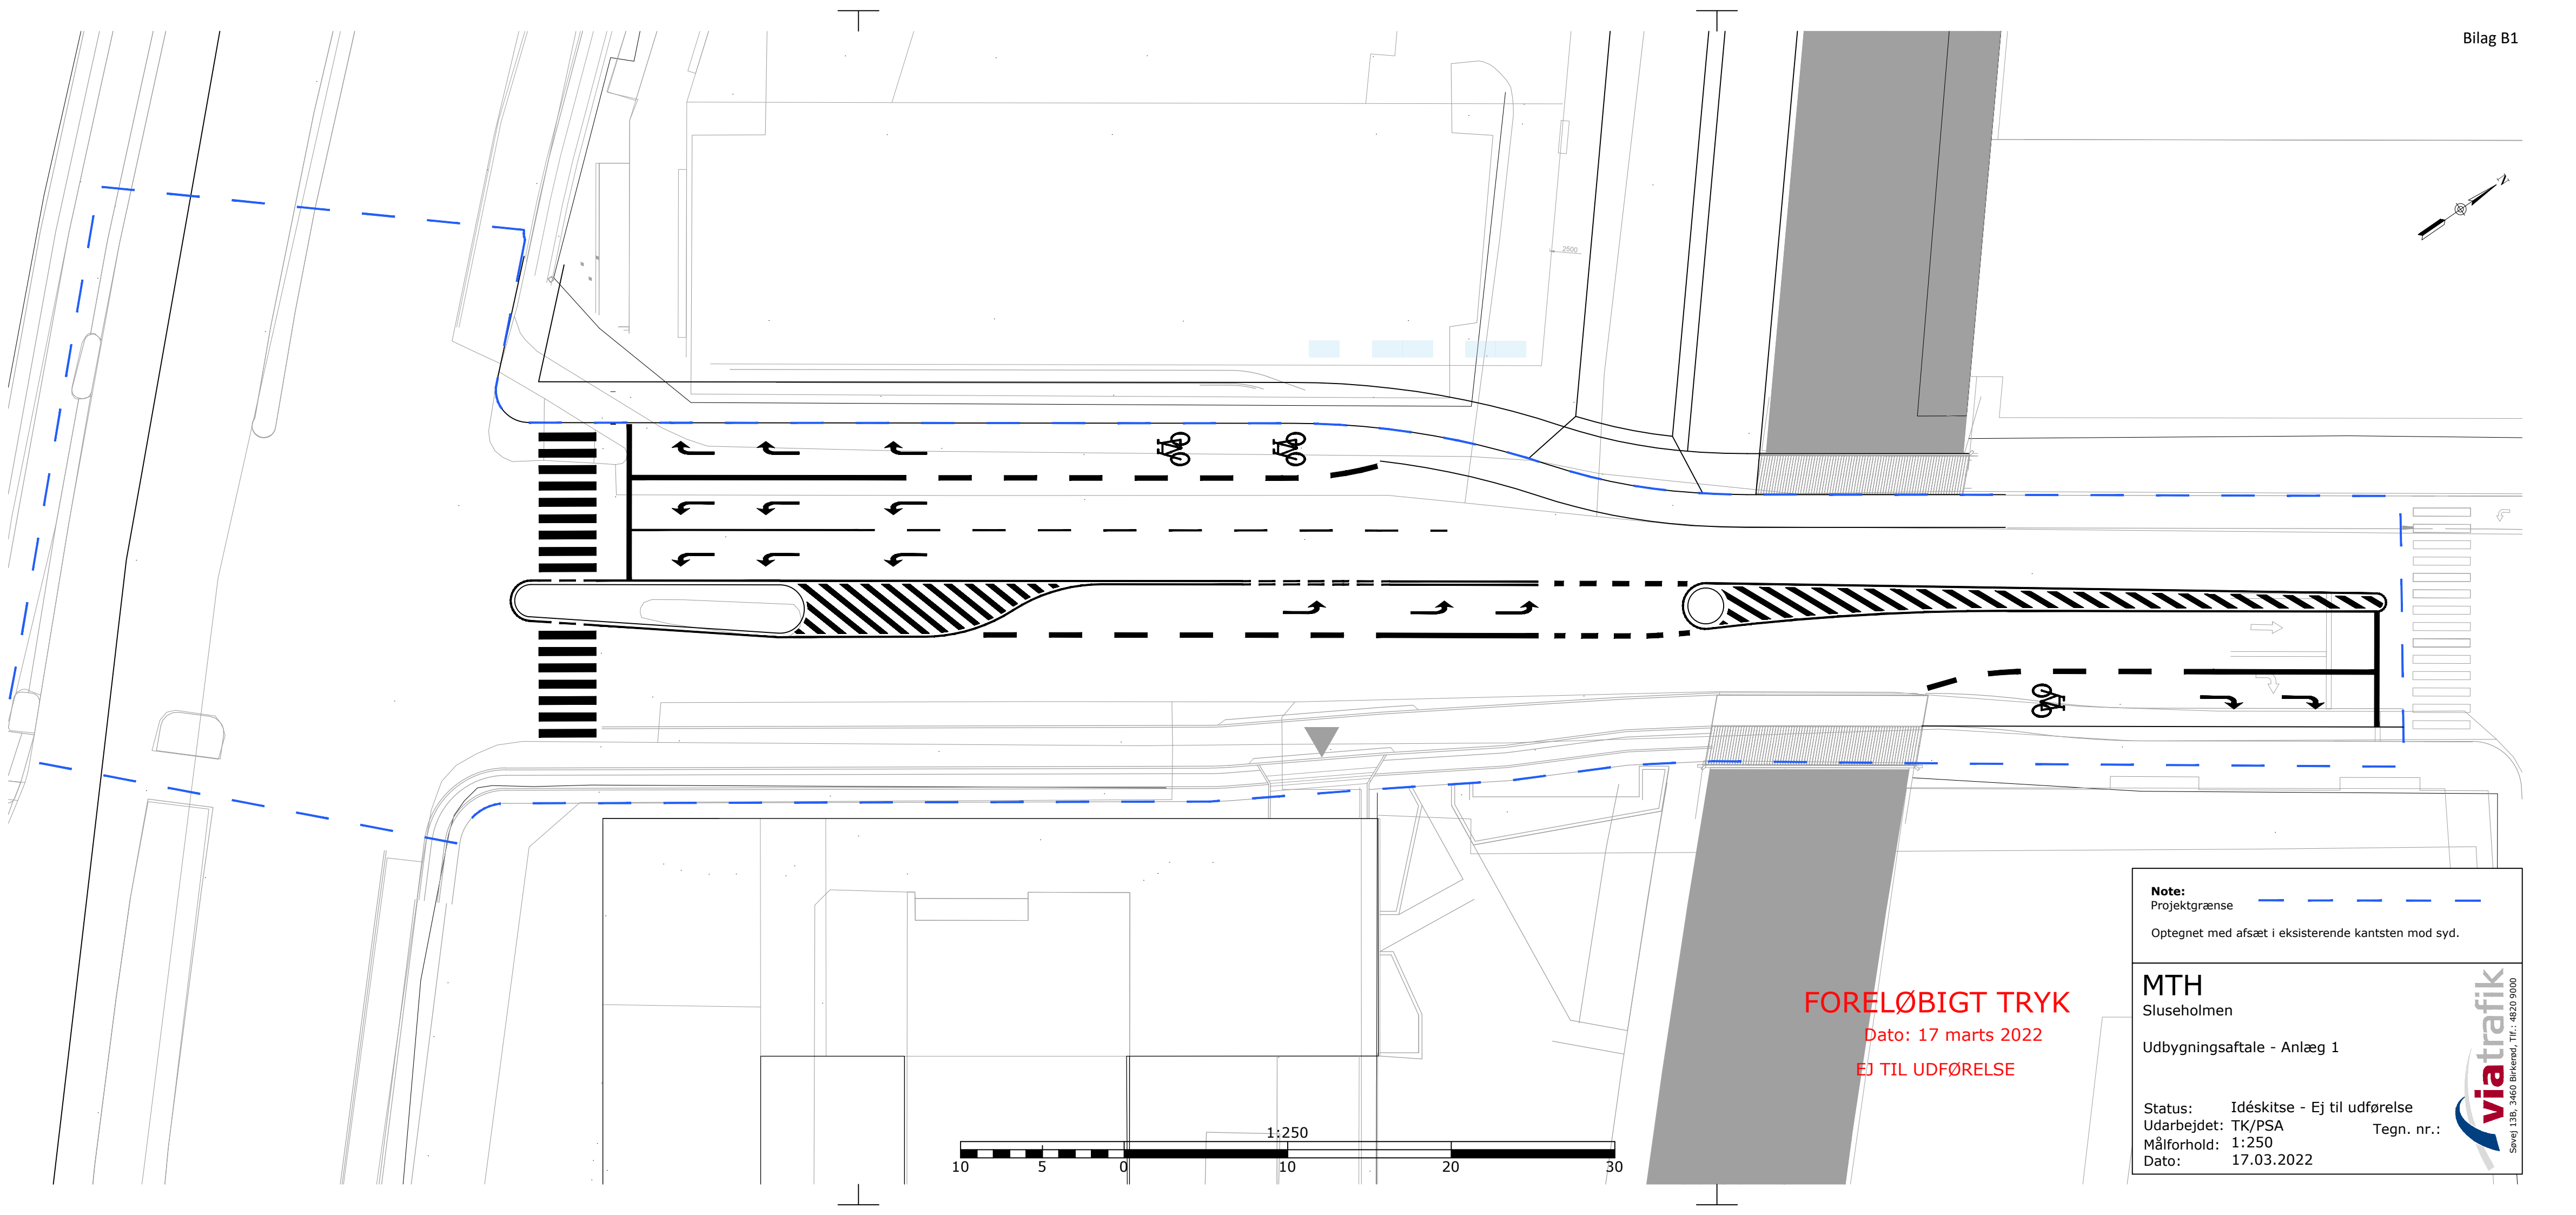 Bilag B1
N
2500
Note:
Projektgrænse
Optegnet med afsæt i eksisterende kantsten mod syd.
MTH
Sluseholmen
Udbygningsaftale - Anlæg 1
Status: Idéskitse - Ej til udførelse
Udarbejdet: TK/PSA Tegn. nr.:
Målforhold: 1:250
Dato: 17.03.2022
viatrafik
Søvej 13B, 3460 Birkerød, Tlf.: 4820 9000
FORELØBIGT TRYK
Dato: 17 marts 2022
EJ TIL UDFØRELSE
1:250
10 5 0 10 20 30